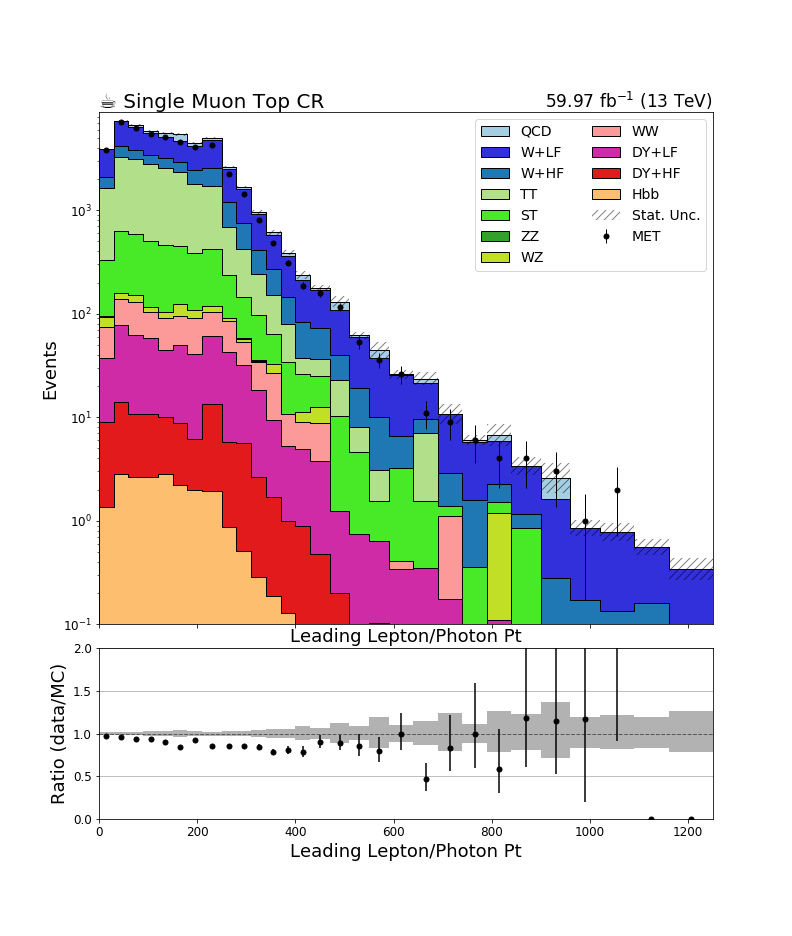 ☕ Single Muon Top CR
59.97 fb⁻¹ (13 TeV)
QCD
W+LF
W+HF
TT
ST
ZZ
WZ
WW
DY+LF
DY+HF
Hbb
Stat. Unc.
MET
Events
10³
10²
10¹
10⁰
10⁻¹
Leading Lepton/Photon Pt
Ratio (data/MC)
2.0
1.5
1.0
0.5
0.0
0 200 400 600 800 1000 1200
Leading Lepton/Photon Pt